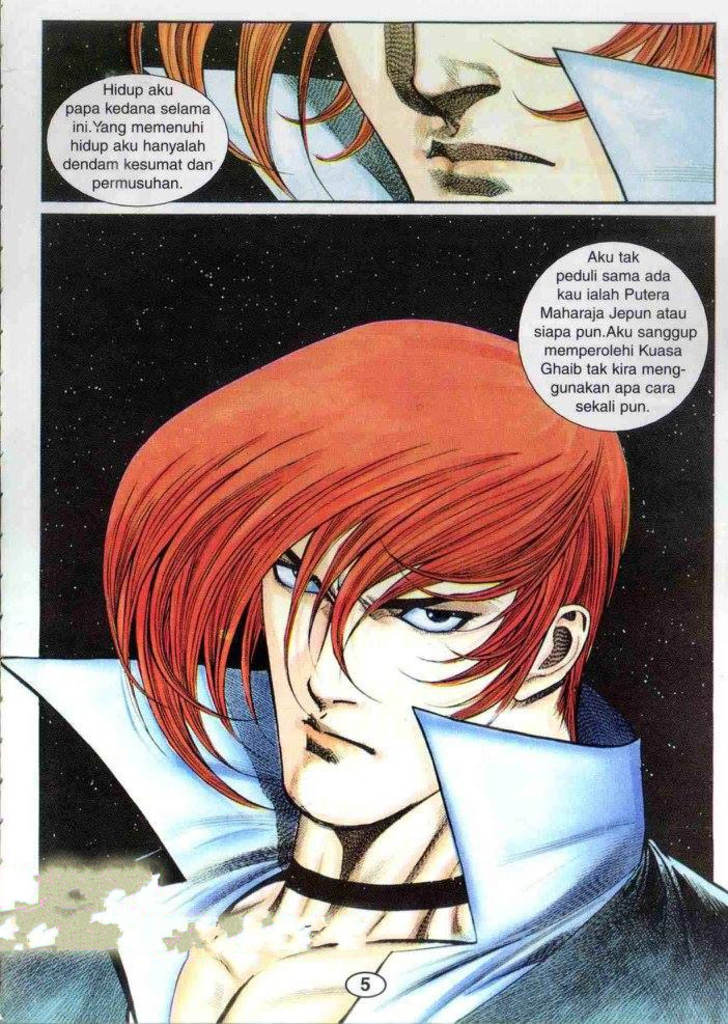 Hidup aku
papa kedana selama
ini.Yang memenuhi
hidup aku hanyalah
dendam kesumat dan
permusuhan.
Aku tak
peduli sama ada
kau ialah Putera
Maharaja Jepun atau
siapa pun.Aku sanggup
memperolehi Kuasa
Ghaib tak kira meng-
gunakan apa cara
sekali pun.
5